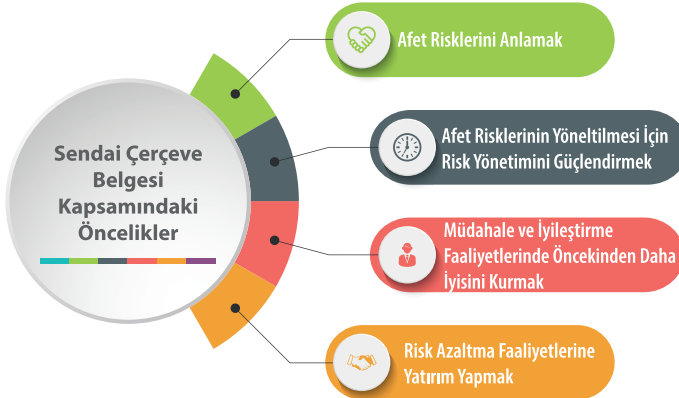 Sendai Çerçeve
Belgesi
Kapsamındaki
Öncelikler
Afet Risklerini Anlamak
Afet Risklerinin Yöneltilmesi İçin
Risk Yönetimini Güçlendirmek
Müdahale ve İyileştirme
Faaliyetlerinde Öncekinden Daha
İyisini Kurmak
Risk Azaltma Faaliyetlerine
Yatırım Yapmak